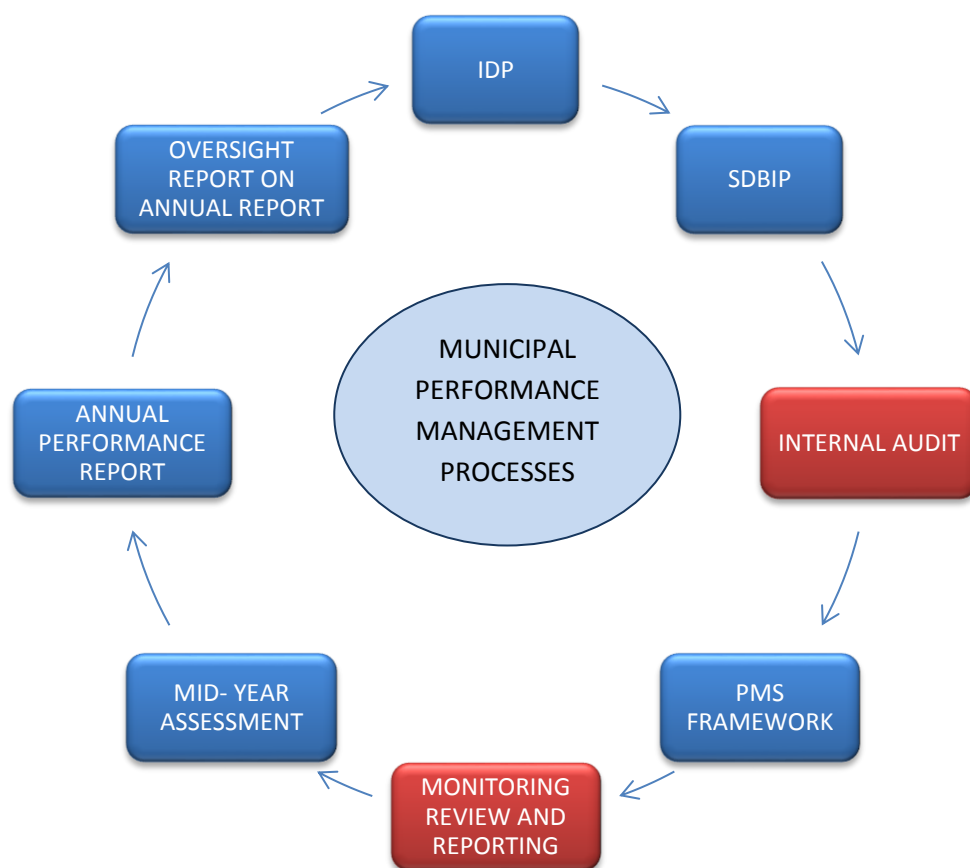 IDP
SDBIP
INTERNAL AUDIT
PMS
FRAMEWORK
MONITORING
REVIEW AND
REPORTING
MID- YEAR
ASSESSMENT
ANNUAL
PERFORMANCE
REPORT
OVERSIGHT
REPORT ON
ANNUAL REPORT
MUNICIPAL
PERFORMANCE
MANAGEMENT
PROCESSES